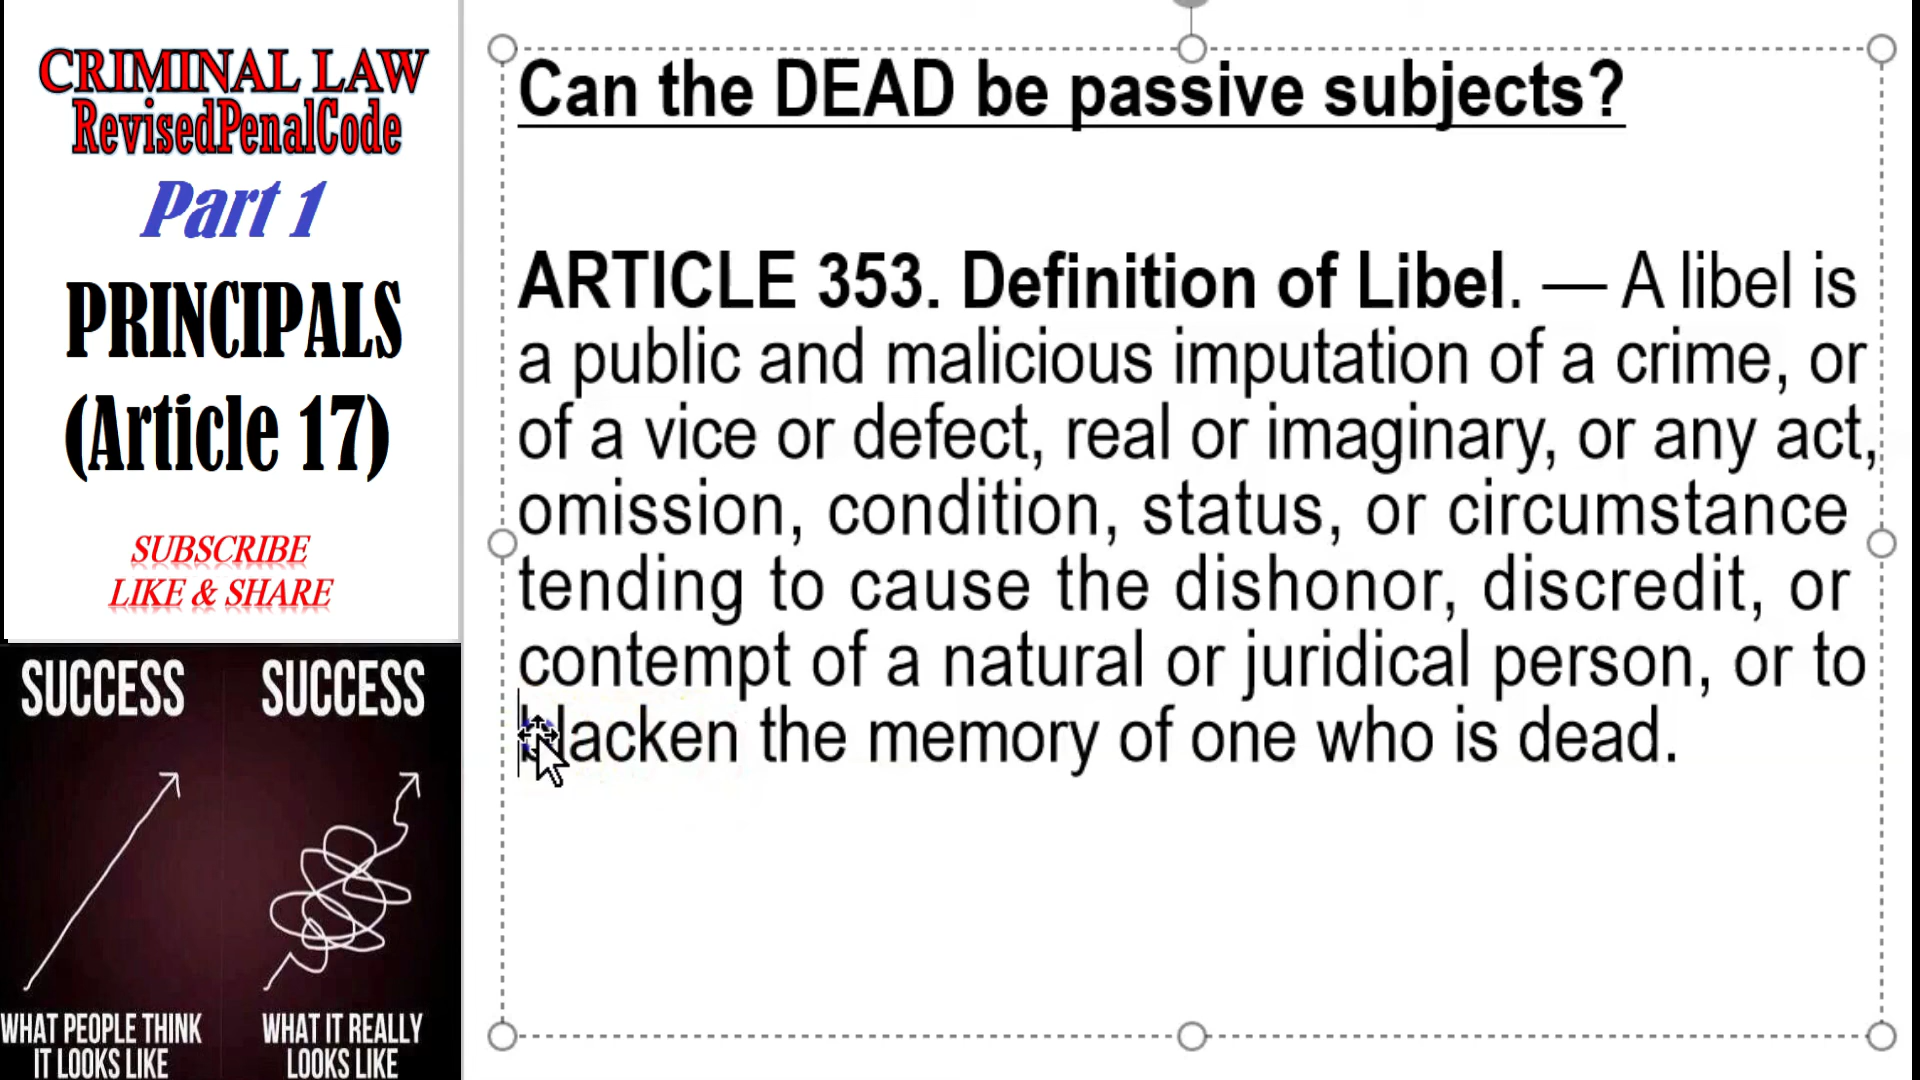 CRIMINAL LAW
RevisedPenalCode
Part 1
PRINCIPALS
(Article 17)
SUBSCRIBE
LIKE & SHARE
SUCCESS
WHAT PEOPLE THINK
IT LOOKS LIKE
SUCCESS
WHAT IT REALLY
LOOKS LIKE
Can the DEAD be passive subjects?
ARTICLE 353. Definition of Libel. — A libel is
a public and malicious imputation of a crime, or
of a vice or defect, real or imaginary, or any act,
omission, condition, status, or circumstance
tending to cause the dishonor, discredit, or
contempt of a natural or juridical person, or to
blacken the memory of one who is dead.